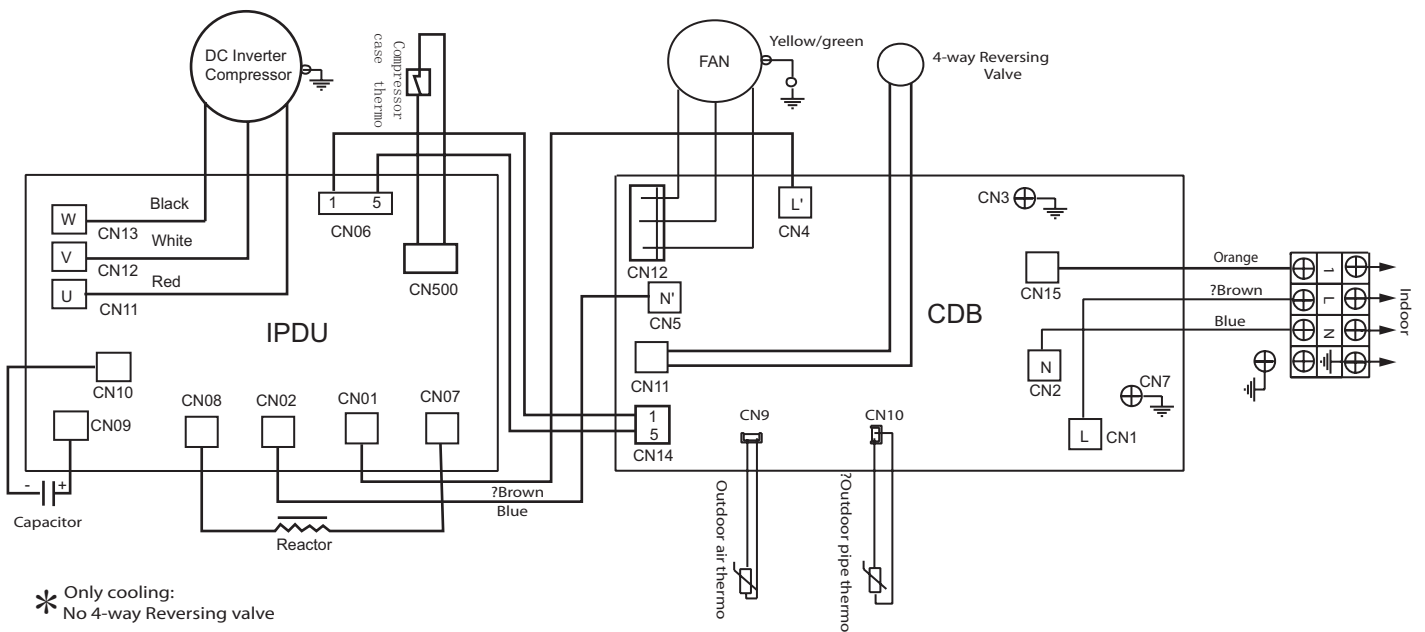 DC Inverter
Compressor
Compressor
case thermo
FAN
Yellow/green
4-way Reversing
Valve
W
CN13
Black
V
CN12
White
U
CN11
Red
1 5
CN06
CN500
IPDU
CN10
CN09
CN08
CN02
CN01
CN07
- +
Capacitor
Reactor
?Brown
Blue
CN12
L'
CN4
N'
CN5
CN11
1
5
CN14
CDB
CN3
CN15
N
CN2
CN7
L
CN1
CN9
CN10
Outdoor air thermo
?Outdoor pipe thermo
Orange
?Brown
Blue
1
L
N
Indoor
* Only cooling:
No 4-way Reversing valve